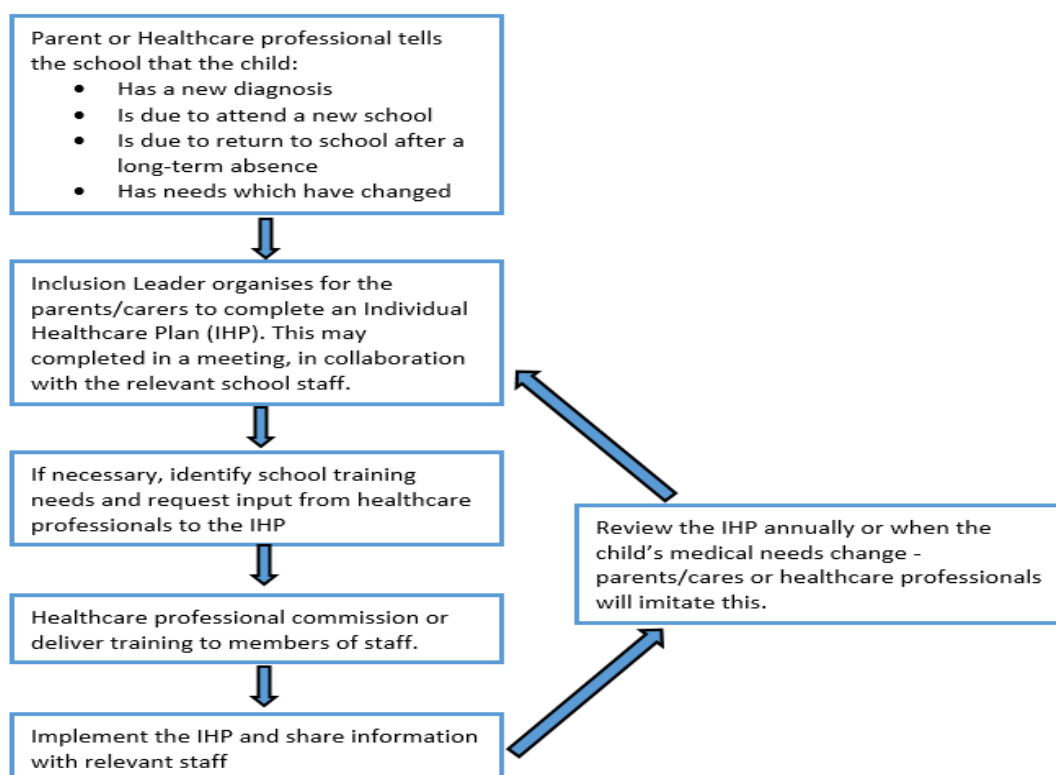 Parent or Healthcare professional tells
the school that the child:
• Has a new diagnosis
• Is due to attend a new school
• Is due to return to school after a
long-term absence
• Has needs which have changed
Inclusion Leader organises for the
parents/carers to complete an Individual
Healthcare Plan (IHP). This may
completed in a meeting, in collaboration
with the relevant school staff.
If necessary, identify school training
needs and request input from healthcare
professionals to the IHP
Healthcare professional commission or
deliver training to members of staff.
Implement the IHP and share information
with relevant staff
Review the IHP annually or when the
child's medical needs change -
parents/cares or healthcare professionals
will imitate this.